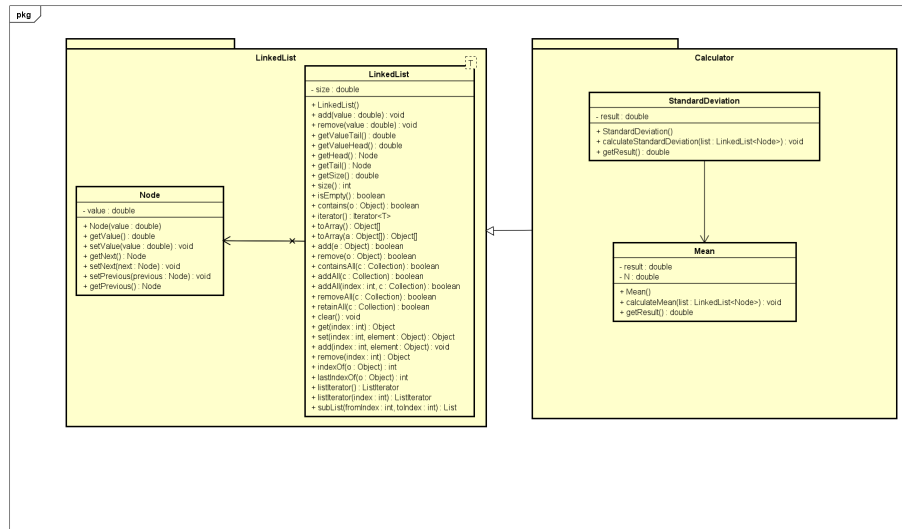 pkg
LinkedList
T
LinkedList
- size : double
+ LinkedList()
+ add(value : double) : void
+ remove(value : double) : void
+ getValueTail() : double
+ getValueHead() : double
+ getHead() : Node
+ getTail() : Node
+ getSize() : double
+ size() : int
+ isEmpty() : boolean
+ contains(o : Object) : boolean
+ iterator() : Iterator<T>
+ toArray() : Object[]
+ toArray(a : Object[]) : Object[]
+ add(e : Object) : boolean
+ remove(o : Object) : boolean
+ containsAll(c : Collection) : boolean
+ addAll(c : Collection) : boolean
+ addAll(index : int, c : Collection) : boolean
+ removeAll(c : Collection) : boolean
+ retainAll(c : Collection) : boolean
+ clear() : void
+ get(index : int) : Object
+ set(index : int, element : Object) : Object
+ add(index : int, element : Object) : void
+ remove(index : int) : Object
+ indexOf(o : Object) : int
+ lastIndexOf(o : Object) : int
+ listIterator() : ListIterator
+ listIterator(index : int) : ListIterator
+ subList(fromIndex : int, toIndex : int) : List
Node
- value : double
+ Node(value : double)
+ getValue() : double
+ setValue(value : double) : void
+ getNext() : Node
+ setNext(next : Node) : void
+ setPrevious(previous : Node) : void
+ getPrevious() : Node
Calculator
StandardDeviation
- result : double
+ StandardDeviation()
+ calculateStandardDeviation(list : LinkedList<Node>) : void
+ getResult() : double
Mean
- result : double
- N : double
+ Mean()
+ calculateMean(list : LinkedList<Node>) : void
+ getResult() : double